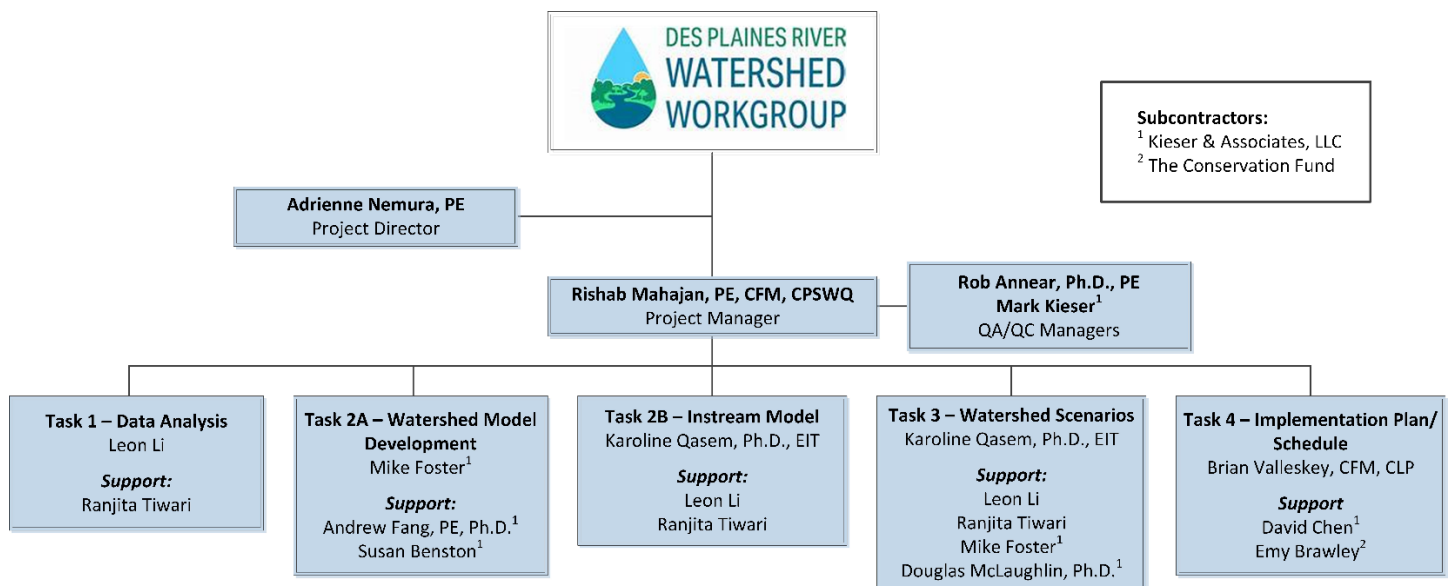 DES PLAINES RIVER
WATERSHED
WORKGROUP
Subcontractors:
¹ Kieser & Associates, LLC
² The Conservation Fund
Adrienne Nemura, PE
Project Director
Rishab Mahajan, PE, CFM, CPSWQ
Project Manager
Rob Annear, Ph.D., PE
Mark Kieser¹
QA/QC Managers
Task 1 – Data Analysis
Leon Li
Support:
Ranjita Tiwari
Task 2A – Watershed Model
Development
Mike Foster¹
Support:
Andrew Fang, PE, Ph.D.¹
Susan Benston¹
Task 2B – Instream Model
Karoline Qasem, Ph.D., EIT
Support:
Leon Li
Ranjita Tiwari
Task 3 – Watershed Scenarios
Karoline Qasem, Ph.D., EIT
Support:
Leon Li
Ranjita Tiwari
Mike Foster¹
Douglas McLaughlin, Ph.D.¹
Task 4 – Implementation Plan/
Schedule
Brian Valleskey, CFM, CLP
Support
David Chen¹
Emy Brawley²